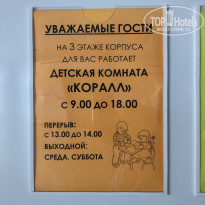 TopHotels
УВАЖАЕМЫЕ ГОСТИ
НА 3 ЭТАЖЕ КОРПУСА
ДЛЯ ВАС РАБОТАЕТ
ДЕТСКАЯ КОМНАТА
«КОРАЛЛ»
С 9.00 ДО 18.00
ПЕРЕРЫВ:
С 13.00 ДО 14.00
ВЫХОДНОЙ:
СРЕДА, СУББОТА